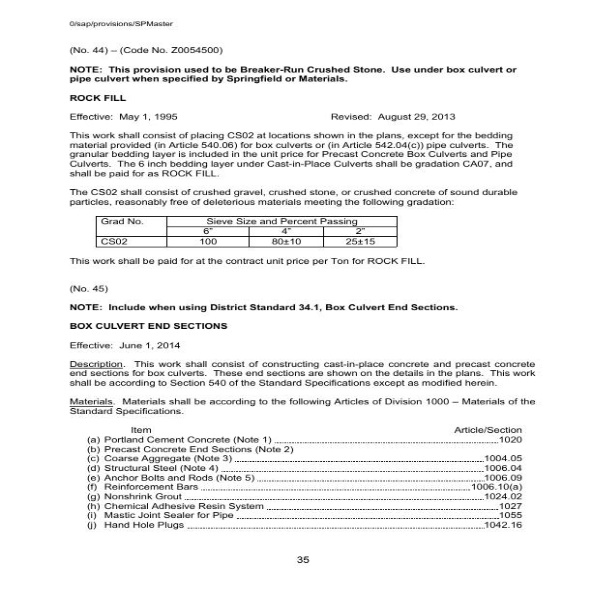 0/sap/provisions/SPMaster
(No. 44) – (Code No. Z0054500)
NOTE:  This provision used to be Breaker-Run Crushed Stone.  Use under box culvert or
pipe culvert when specified by Springfield or Materials.
ROCK FILL
Effective:  May 1, 1995 Revised:  August 29, 2013
This work shall consist of placing CS02 at locations shown in the plans, except for the bedding
material provided (in Article 540.06) for box culverts or (in Article 542.04(c)) pipe culverts.  The
granular bedding layer is included in the unit price for Precast Concrete Box Culverts and Pipe
Culverts.  The 6 inch bedding layer under Cast-in-Place Culverts shall be gradation CA07, and
shall be paid for as ROCK FILL.
The CS02 shall consist of crushed gravel, crushed stone, or crushed concrete of sound durable
particles, reasonably free of deleterious materials meeting the following gradation:
Grad No. Sieve Size and Percent Passing
6" 4" 2"
CS02 100 80±10 25±15
This work shall be paid for at the contract unit price per Ton for ROCK FILL.
(No. 45)
NOTE:  Include when using District Standard 34.1, Box Culvert End Sections.
BOX CULVERT END SECTIONS
Effective:  June 1, 2014
Description.  This work shall consist of constructing cast-in-place concrete and precast concrete
end sections for box culverts.  These end sections are shown on the details in the plans.  This work
shall be according to Section 540 of the Standard Specifications except as modified herein.
Materials.  Materials shall be according to the following Articles of Division 1000 – Materials of the
Standard Specifications.
Item Article/Section
(a) Portland Cement Concrete (Note 1) ........ 1020
(b) Precast Concrete End Sections (Note 2)
(c) Coarse Aggregate (Note 3) ........ 1004.05
(d) Structural Steel (Note 4) ........ 1006.04
(e) Anchor Bolts and Rods (Note 5) ........ 1006.09
(f) Reinforcement Bars ........ 1006.10(a)
(g) Nonshrink Grout ........ 1024.02
(h) Chemical Adhesive Resin System ........ 1027
(i) Mastic Joint Sealer for Pipe ........ 1055
(j) Hand Hole Plugs ........ 1042.16
35